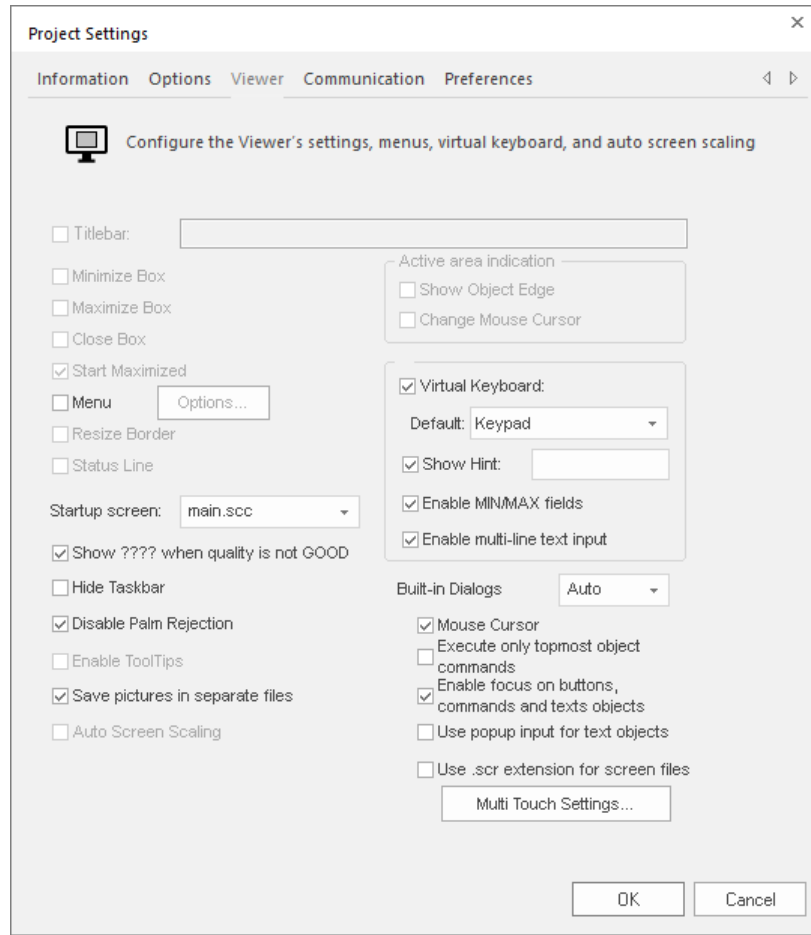 Project Settings
Information Options Viewer Communication Preferences
Configure the Viewer's settings, menus, virtual keyboard, and auto screen scaling
Titlebar:
Minimize Box
Maximize Box
Close Box
Start Maximized
Menu Options...
Resize Border
Status Line
Startup screen: main.scc
Show ???? when quality is not GOOD
Hide Taskbar
Disable Palm Rejection
Enable ToolTips
Save pictures in separate files
Auto Screen Scaling
Active area indication
Show Object Edge
Change Mouse Cursor
Virtual Keyboard:
Default: Keypad
Show Hint:
Enable MIN/MAX fields
Enable multi-line text input
Built-in Dialogs Auto
Mouse Cursor
Execute only topmost object
commands
Enable focus on buttons,
commands and texts objects
Use popup input for text objects
Use .scr extension for screen files
Multi Touch Settings...
OK Cancel